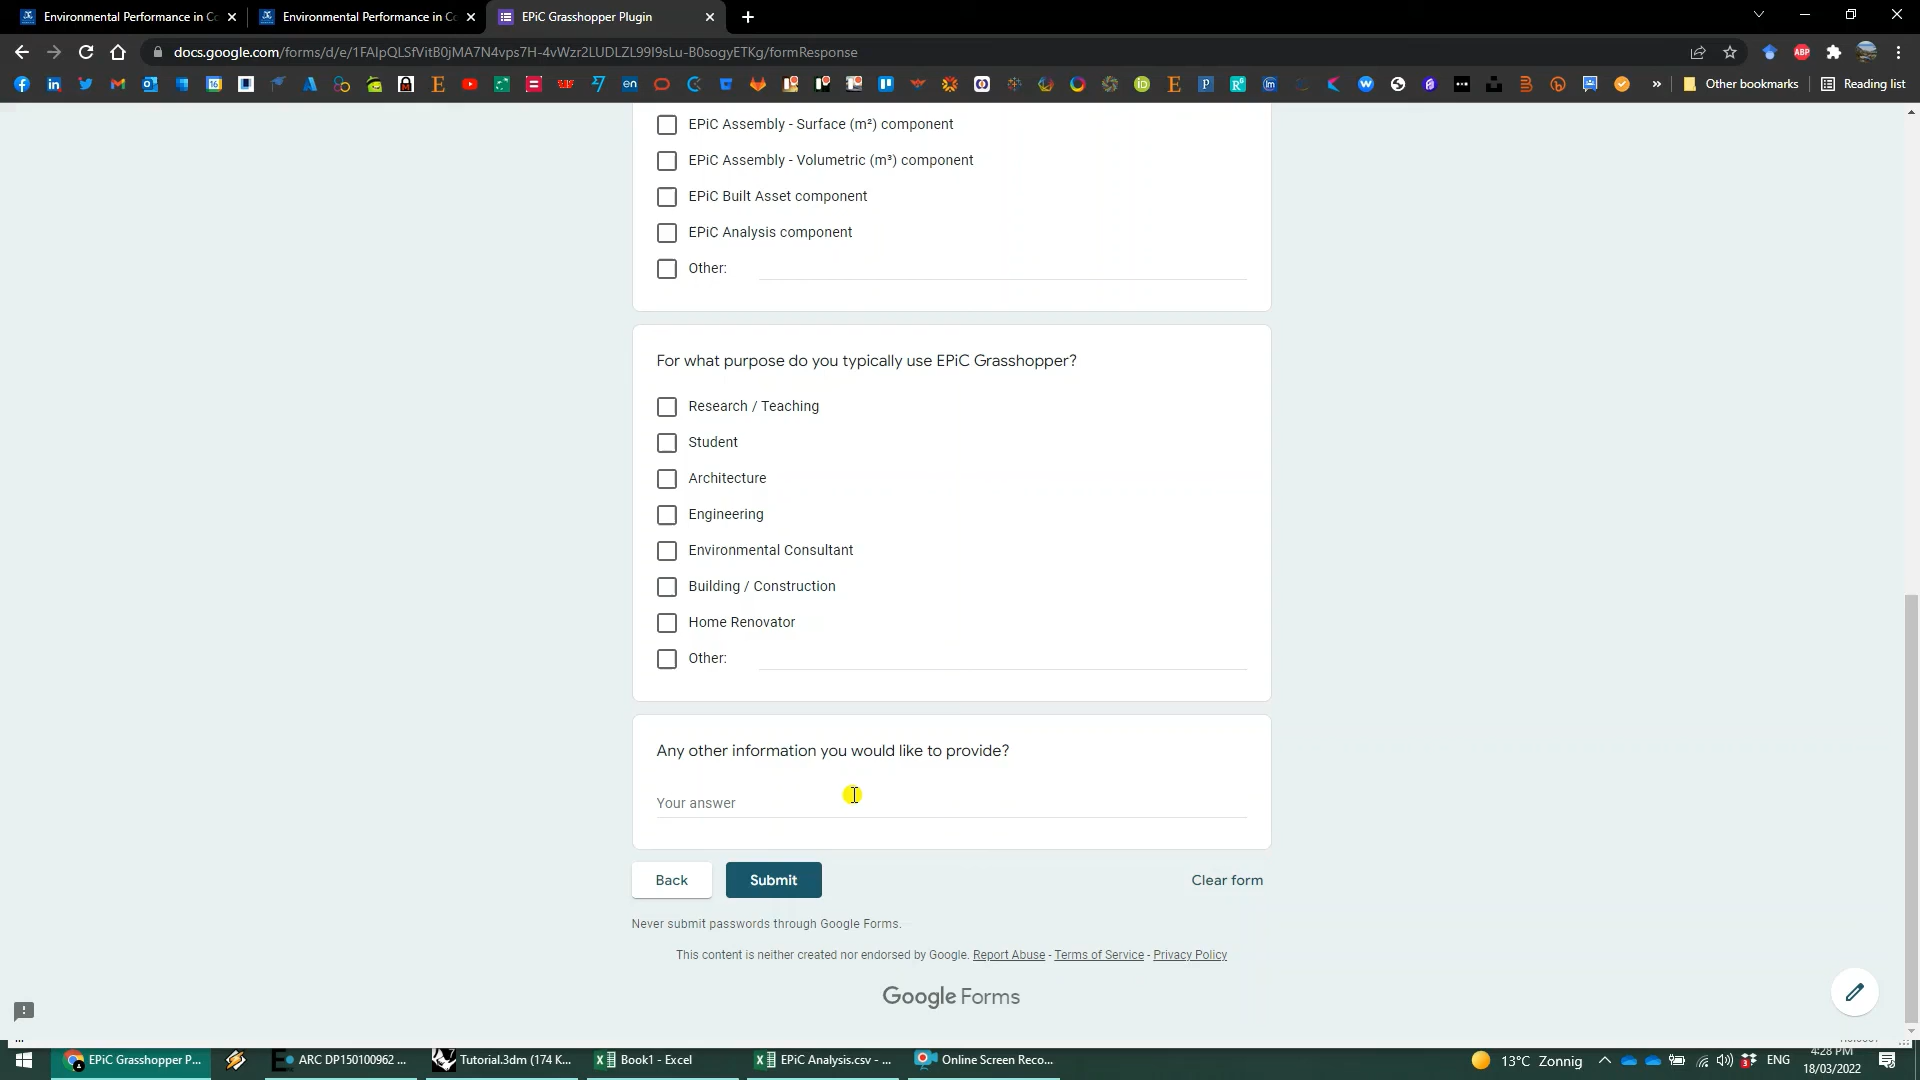 Environmental Performance in Co
Environmental Performance in Co
EPiC Grasshopper Plugin
docs.google.com/forms/d/e/1FAIpQLSfVitB0jMA7N4vps7H-4vWzr2LUDLZL99I9sLu-B0sogyETKg/formResponse
Other bookmarks
Reading list
EPiC Assembly - Surface (m²) component
EPiC Assembly - Volumetric (m³) component
EPiC Built Asset component
EPiC Analysis component
Other:
For what purpose do you typically use EPiC Grasshopper?
Research / Teaching
Student
Architecture
Engineering
Environmental Consultant
Building / Construction
Home Renovator
Other:
Any other information you would like to provide?
Your answer
Back
Submit
Clear form
Never submit passwords through Google Forms.
This content is neither created nor endorsed by Google. Report Abuse - Terms of Service - Privacy Policy
Google Forms
EPiC Grasshopper P...
ARC DP150100962 ...
Tutorial.3dm (174 K...
Book1 - Excel
EPiC Analysis.csv - ...
Online Screen Reco...
13°C Zonnig
ENG
4:28 PM
18/03/2022